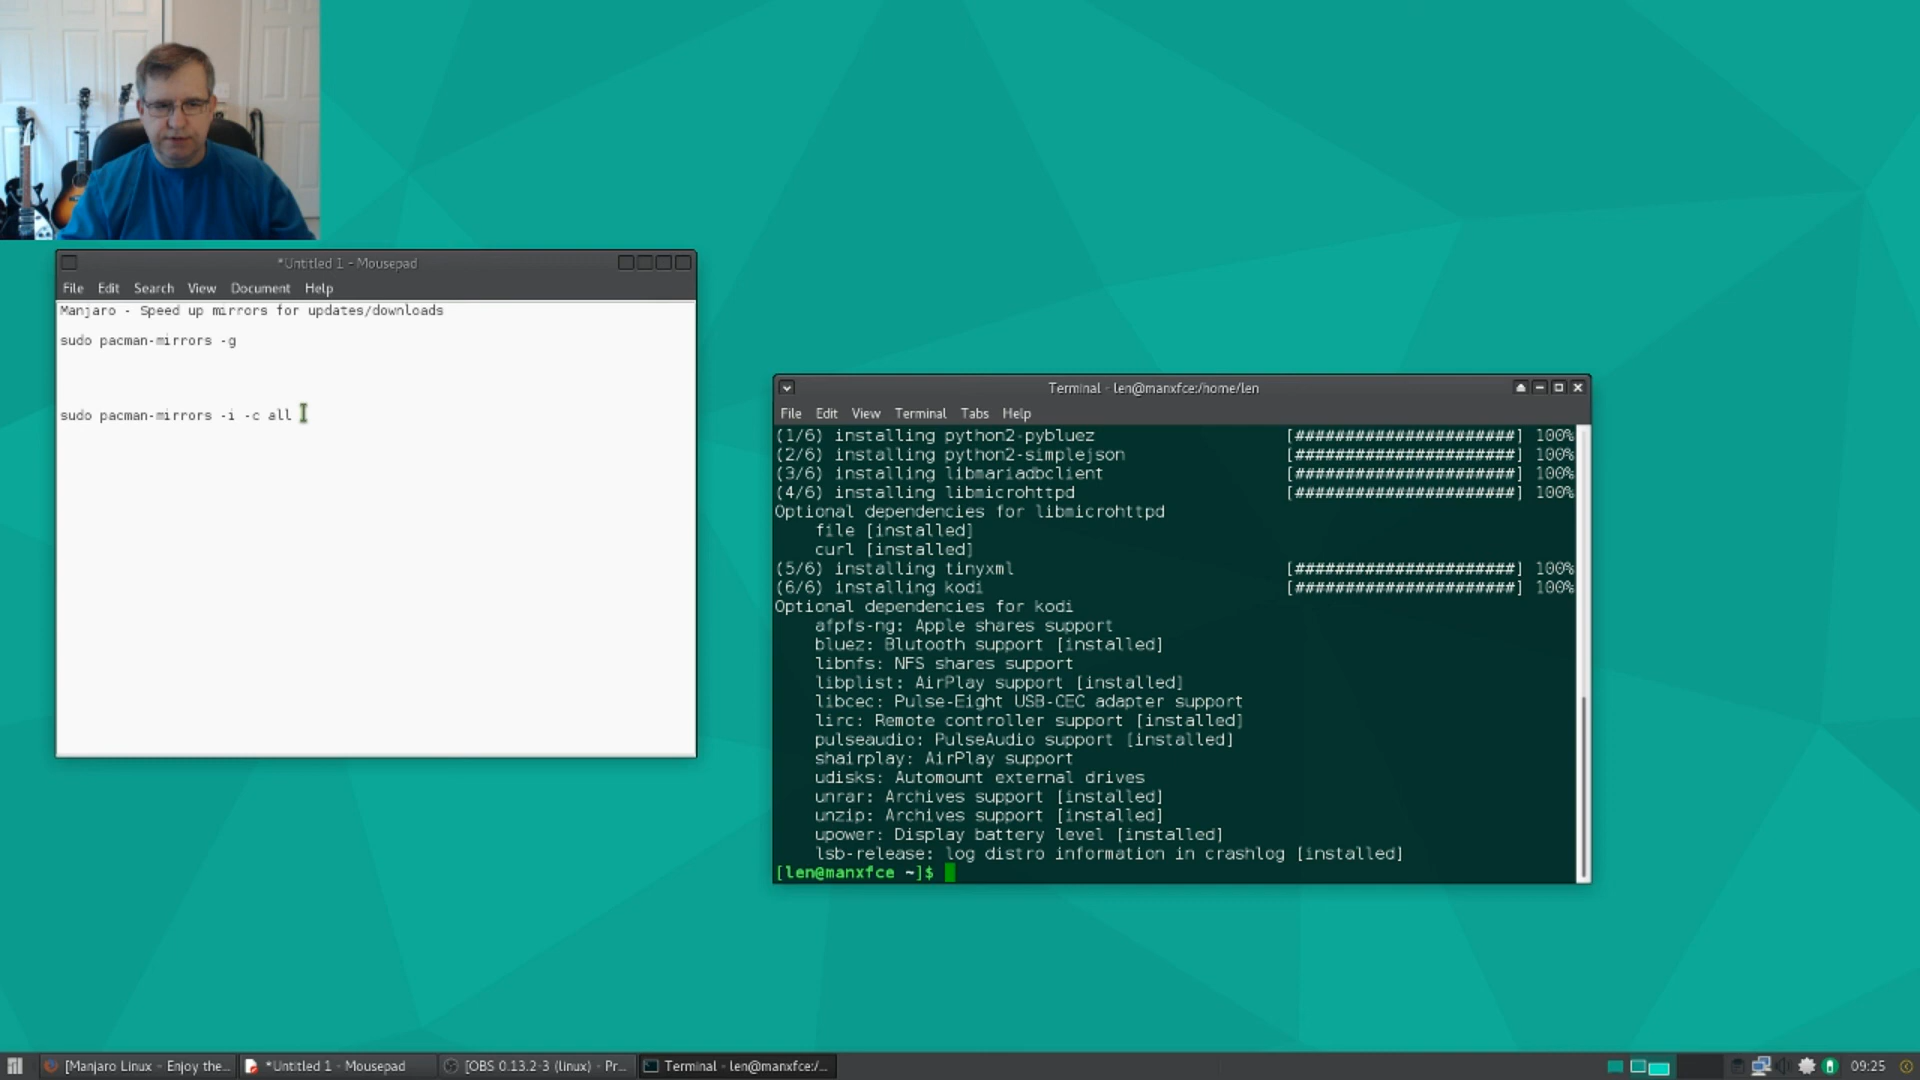 *Untitled 1 - Mousepad
File Edit Search View Document Help
Manjaro - Speed up mirrors for updates/downloads
sudo pacman-mirrors -g
sudo pacman-mirrors -i -c all
Terminal - len@manxfce:/home/len
File Edit View Terminal Tabs Help
(1/6) installing python2-pybluez [######################] 100%
(2/6) installing python2-simplejson [######################] 100%
(3/6) installing libmariadbclient [######################] 100%
(4/6) installing libmicrohttpd [######################] 100%
Optional dependencies for libmicrohttpd
file [installed]
curl [installed]
(5/6) installing tinyxml [######################] 100%
(6/6) installing kodi [######################] 100%
Optional dependencies for kodi
afpfs-ng: Apple shares support
bluez: Blutooth support [installed]
libnfs: NFS shares support
libplist: AirPlay support [installed]
libcec: Pulse-Eight USB-CEC adapter support
lirc: Remote controller support [installed]
pulseaudio: PulseAudio support [installed]
shairplay: AirPlay support
udisks: Automount external drives
unrar: Archives support [installed]
unzip: Archives support [installed]
upower: Display battery level [installed]
lsb-release: log distro information in crashlog [installed]
[len@manxfce ~]$
[Manjaro Linux - Enjoy the... *Untitled 1 - Mousepad [OBS 0.13.2-3 (linux) - Pr... Terminal - len@manxfce:/... 09:25